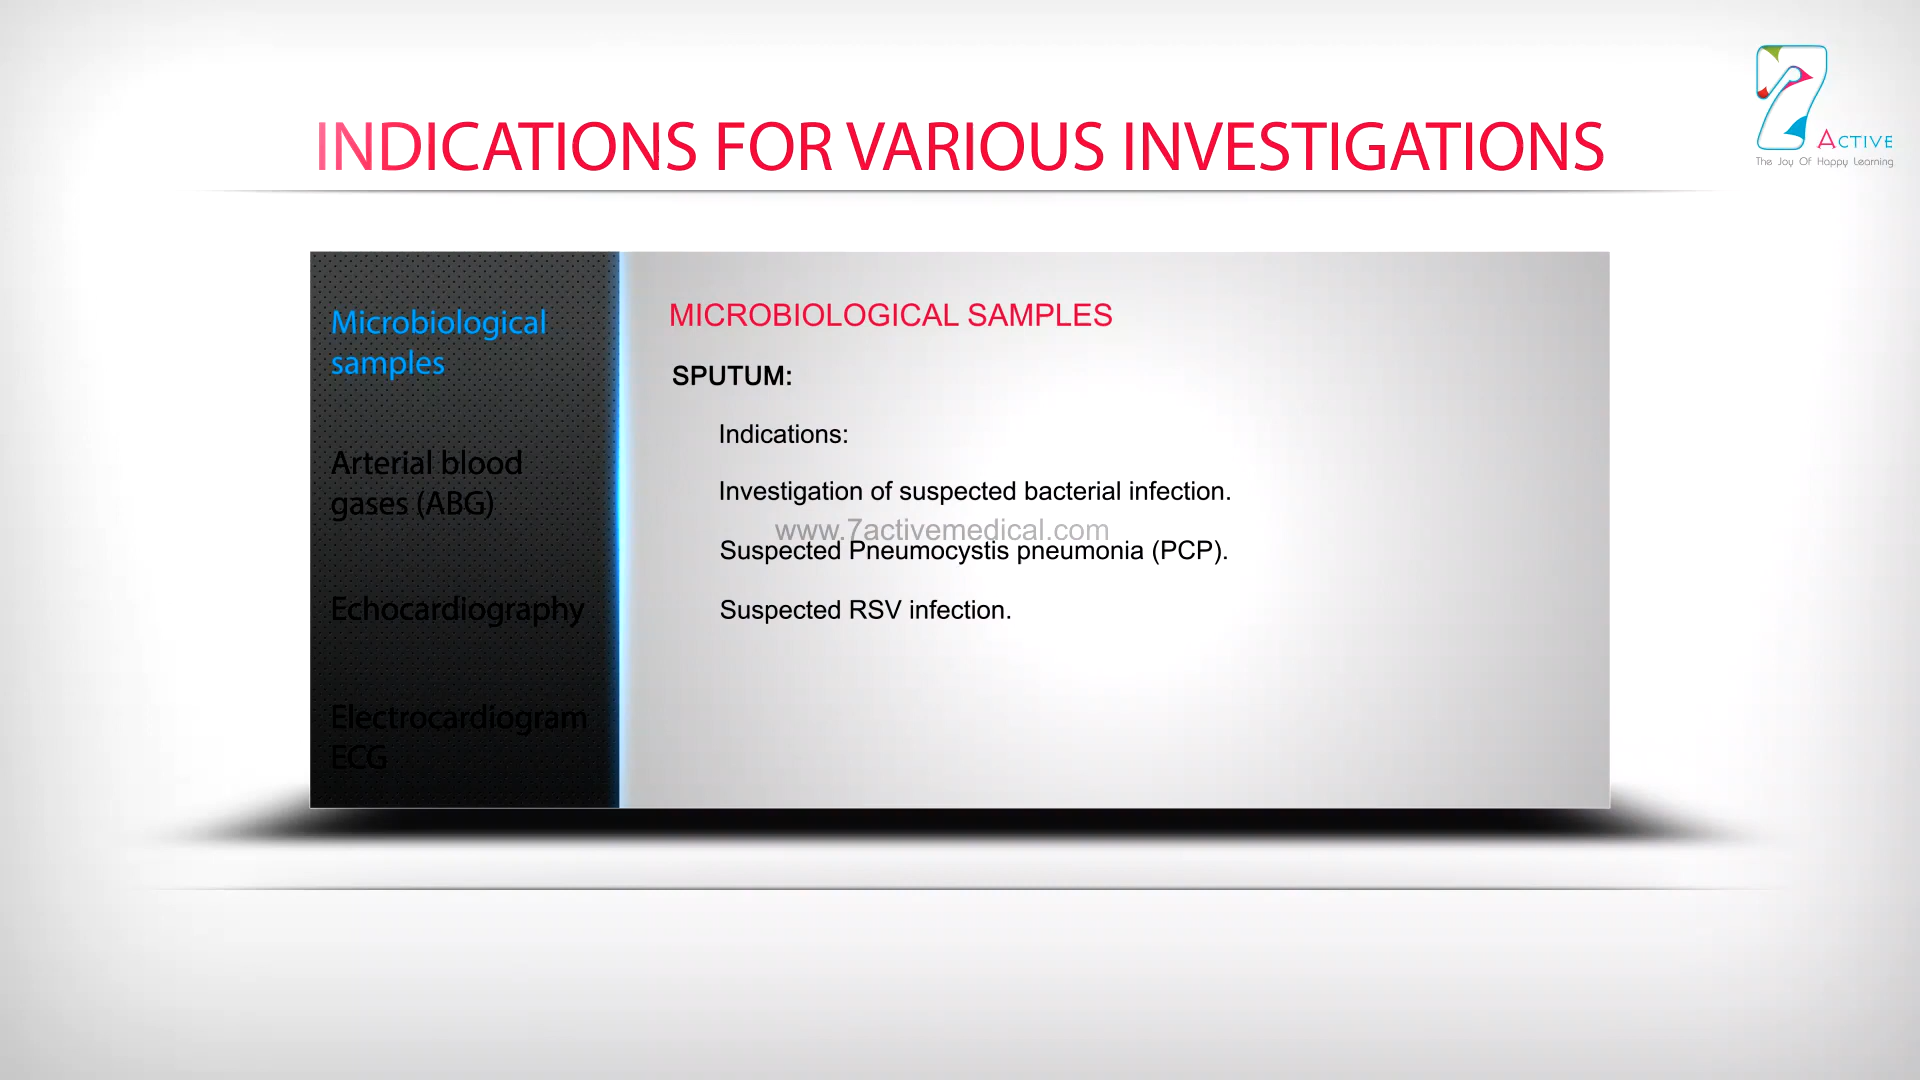 INDICATIONS FOR VARIOUS INVESTIGATIONS
7 ACTIVE
The Joy Of Happy Learning
Microbiological
samples
Arterial blood
gases (ABG)
Echocardiography
Electrocardiogram
ECG
MICROBIOLOGICAL SAMPLES
SPUTUM:
Indications:
Investigation of suspected bacterial infection.
www.7activemedical.com
Suspected Pneumocystis pneumonia (PCP).
Suspected RSV infection.